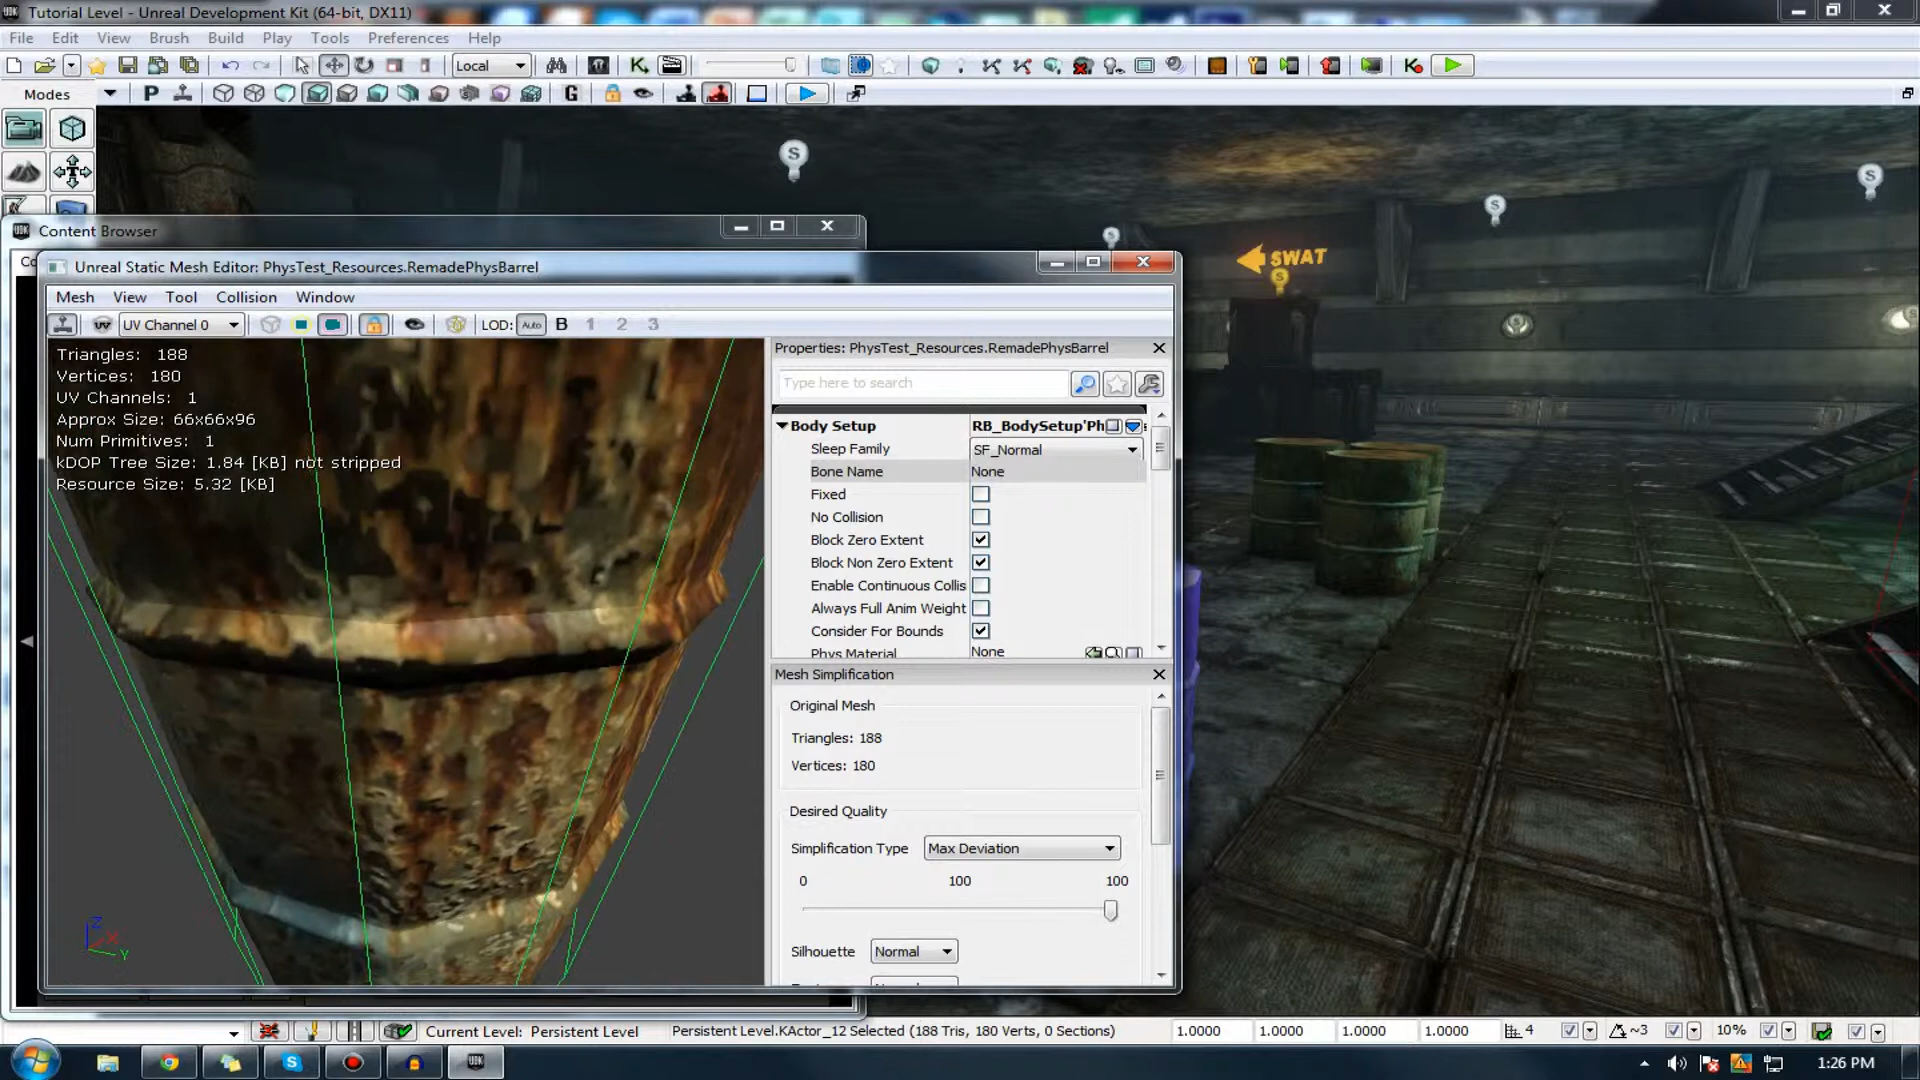 Tutorial Level - Unreal Development Kit (64-bit, DX11)
File Edit View Brush Build Play Tools Preferences Help
Local
Modes
P
G
S
S
S
S
SWAT
S
Content Browser
Unreal Static Mesh Editor: PhysTest_Resources.RemadePhysBarrel
Mesh View Tool Collision Window
UV Channel 0
LOD: Auto B 1 2 3
Triangles: 188
Vertices: 180
UV Channels: 1
Approx Size: 66x66x96
Num Primitives: 1
kDOP Tree Size: 1.84 [KB] not stripped
Resource Size: 5.32 [KB]
Z
X
Y
Properties: PhysTest_Resources.RemadePhysBarrel
Type here to search
Body Setup RB_BodySetup'Ph
Sleep Family SF_Normal
Bone Name None
Fixed
No Collision
Block Zero Extent
Block Non Zero Extent
Enable Continuous Collis
Always Full Anim Weight
Consider For Bounds
Phys Material None
Mesh Simplification
Original Mesh
Triangles: 188
Vertices: 180
Desired Quality
Simplification Type Max Deviation
0 100 100
Silhouette Normal
Current Level: Persistent Level
Persistent Level.KActor_12 Selected (188 Tris, 180 Verts, 0 Sections)
1.0000 1.0000 1.0000 1.0000
4 ~3 10%
1:26 PM